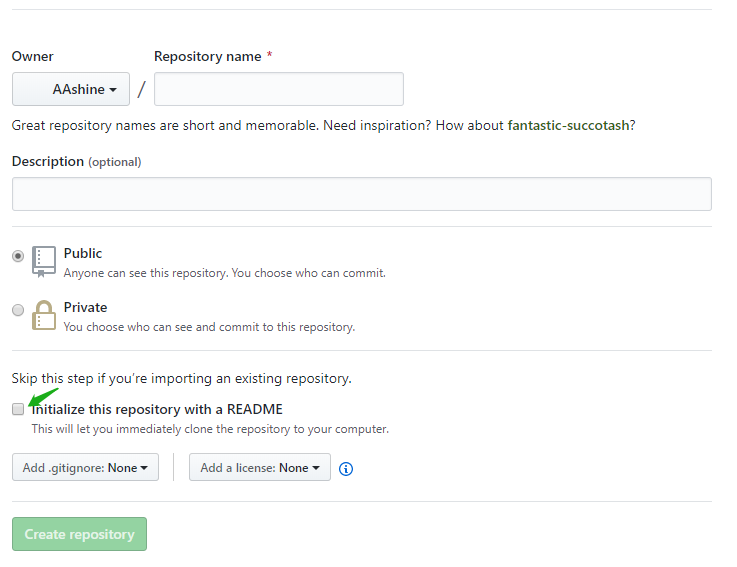 Owner
Repository name *
AAshine
/
Great repository names are short and memorable. Need inspiration? How about fantastic-succotash?
Description (optional)
Public
Anyone can see this repository. You choose who can commit.
Private
You choose who can see and commit to this repository.
Skip this step if you’re importing an existing repository.
Initialize this repository with a README
This will let you immediately clone the repository to your computer.
Add .gitignore: None
Add a license: None
Create repository